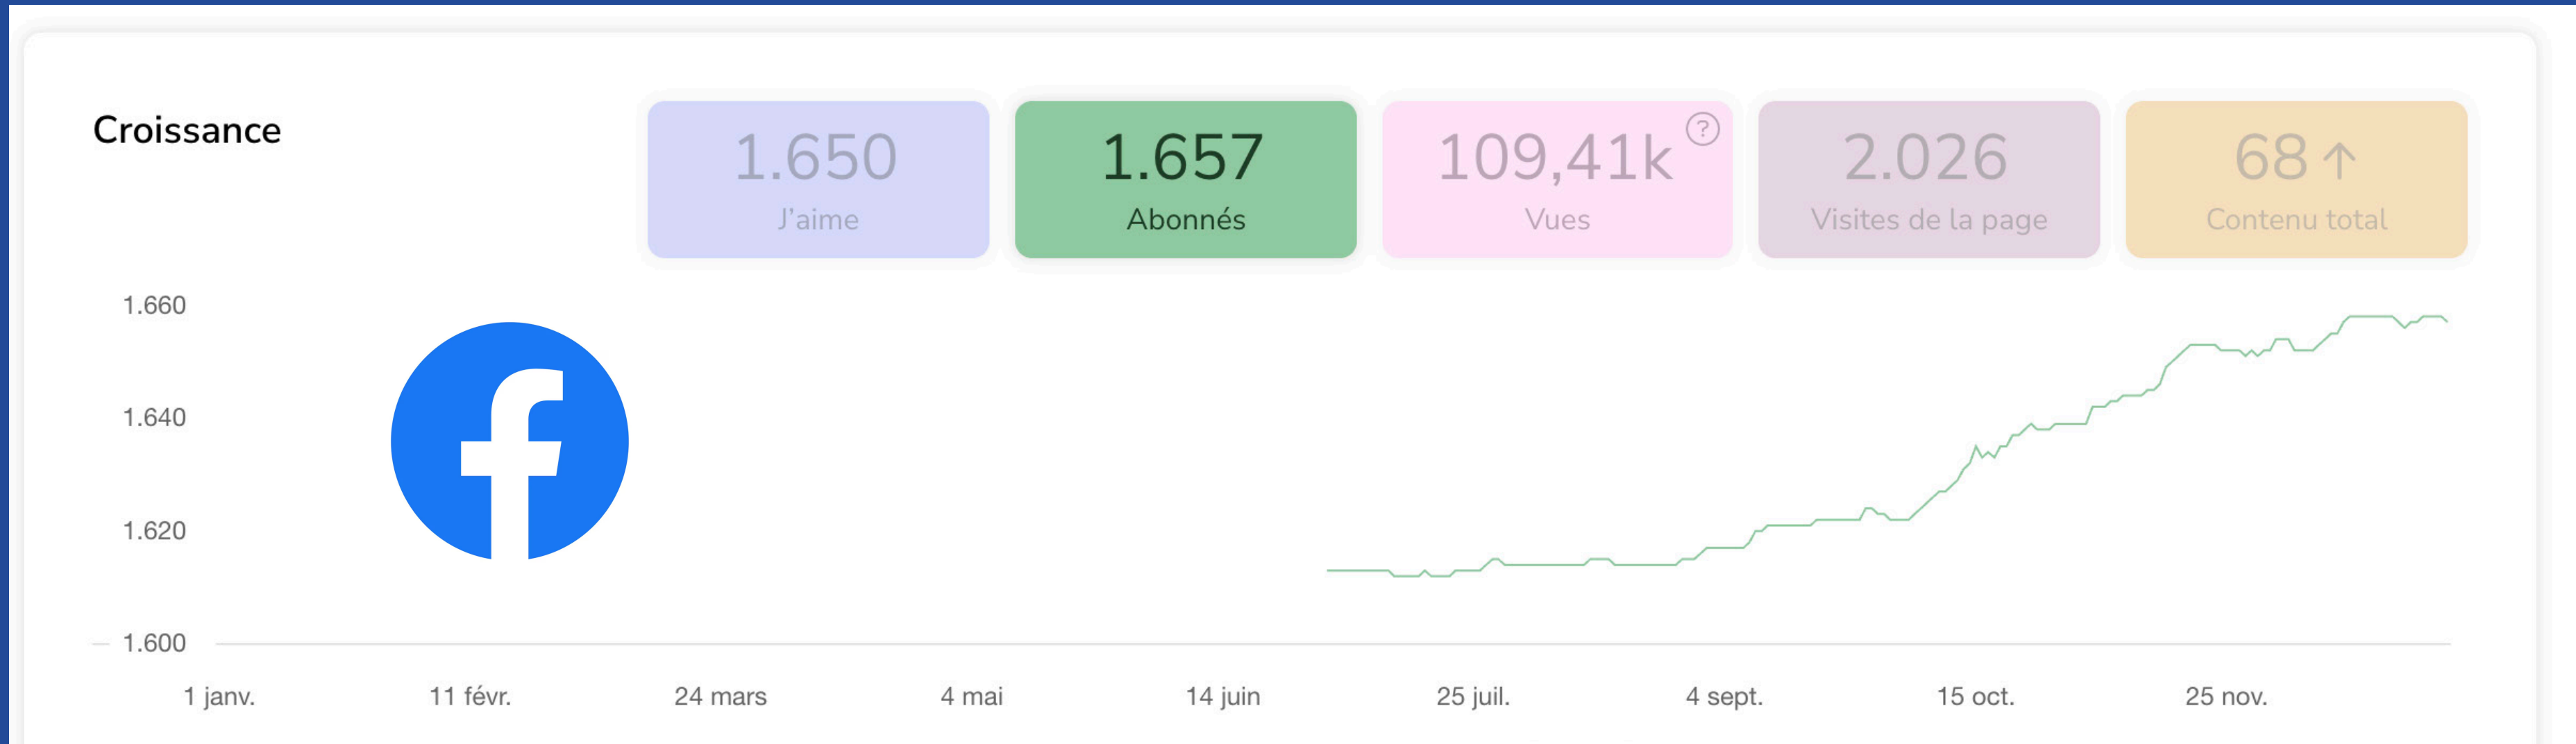 Croissance
1.650
J'aime
1.657
Abonnés
109,41k ?
Vues
2.026
Visites de la page
68 ↑
Contenu total
1.660
1.640
1.620
1.600
1 janv. 11 févr. 24 mars 4 mai 14 juin 25 juil. 4 sept. 15 oct. 25 nov.